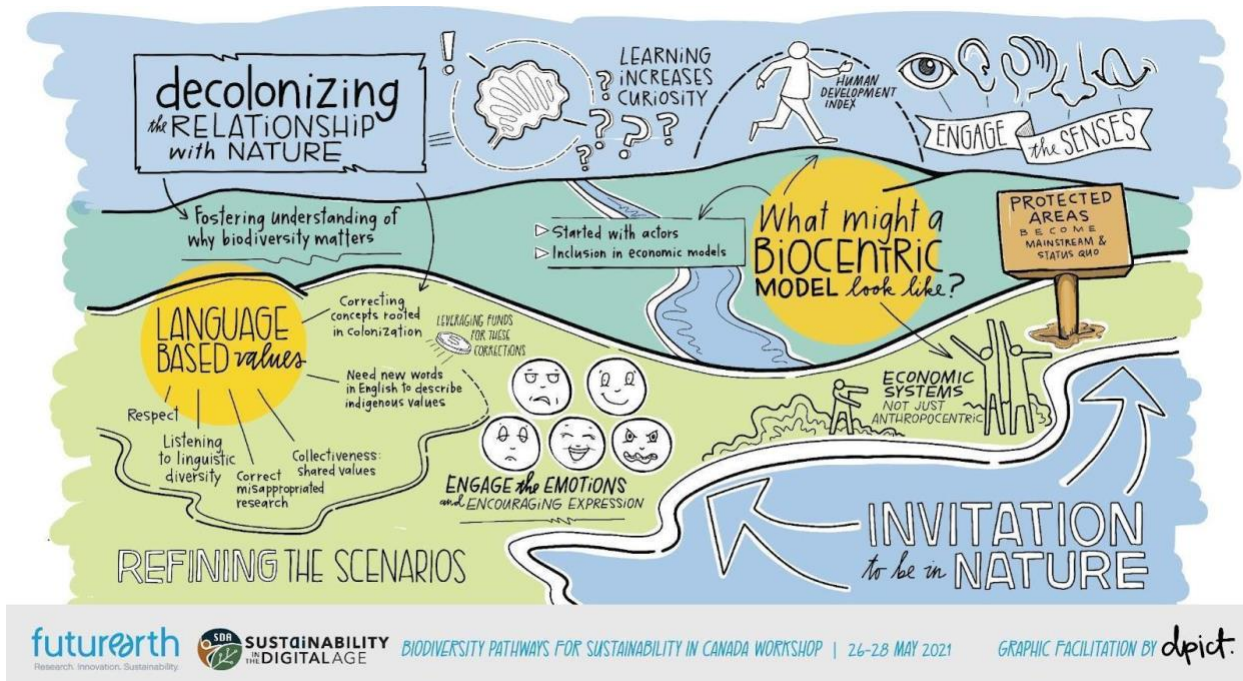 decolonizing
the RELATIONSHIP
with NATURE
!
LEARNING
INCREASES
CURIOSITY
? ? ? ? ?
HUMAN
DEVELOPMENT
INDEX
ENGAGE the SENSES
Fostering understanding of
why biodiversity matters
▷ Started with actors
▷ Inclusion in economic models
What might a
BIOCENTRIC
MODEL look like?
PROTECTED
AREAS
BECOME
MAINSTREAM &
STATUS QUO
LANGUAGE
BASED values
Correcting
concepts rooted
in colonization
LEVERAGING FUNDS
FOR THESE
CORRECTIONS
$
Need new words
in English to describe
indigenous values
Respect
Listening
to linguistic
diversity
Correct
misappropriated
research
Collectiveness:
shared values
ENGAGE the EMOTIONS
and ENCOURAGING EXPRESSION
ECONOMIC
SYSTEMS
NOT JUST
ANTHROPOCENTRIC
REFINING THE SCENARIOS
INVITATION
to be in NATURE
futurearth
Research. Innovation. Sustainability.
SDA
SUSTAINABILITY
IN THE DIGITAL AGE
BIODIVERSITY PATHWAYS FOR SUSTAINABILITY IN CANADA WORKSHOP | 26-28 MAY 2021
GRAPHIC FACILITATION BY dpict.